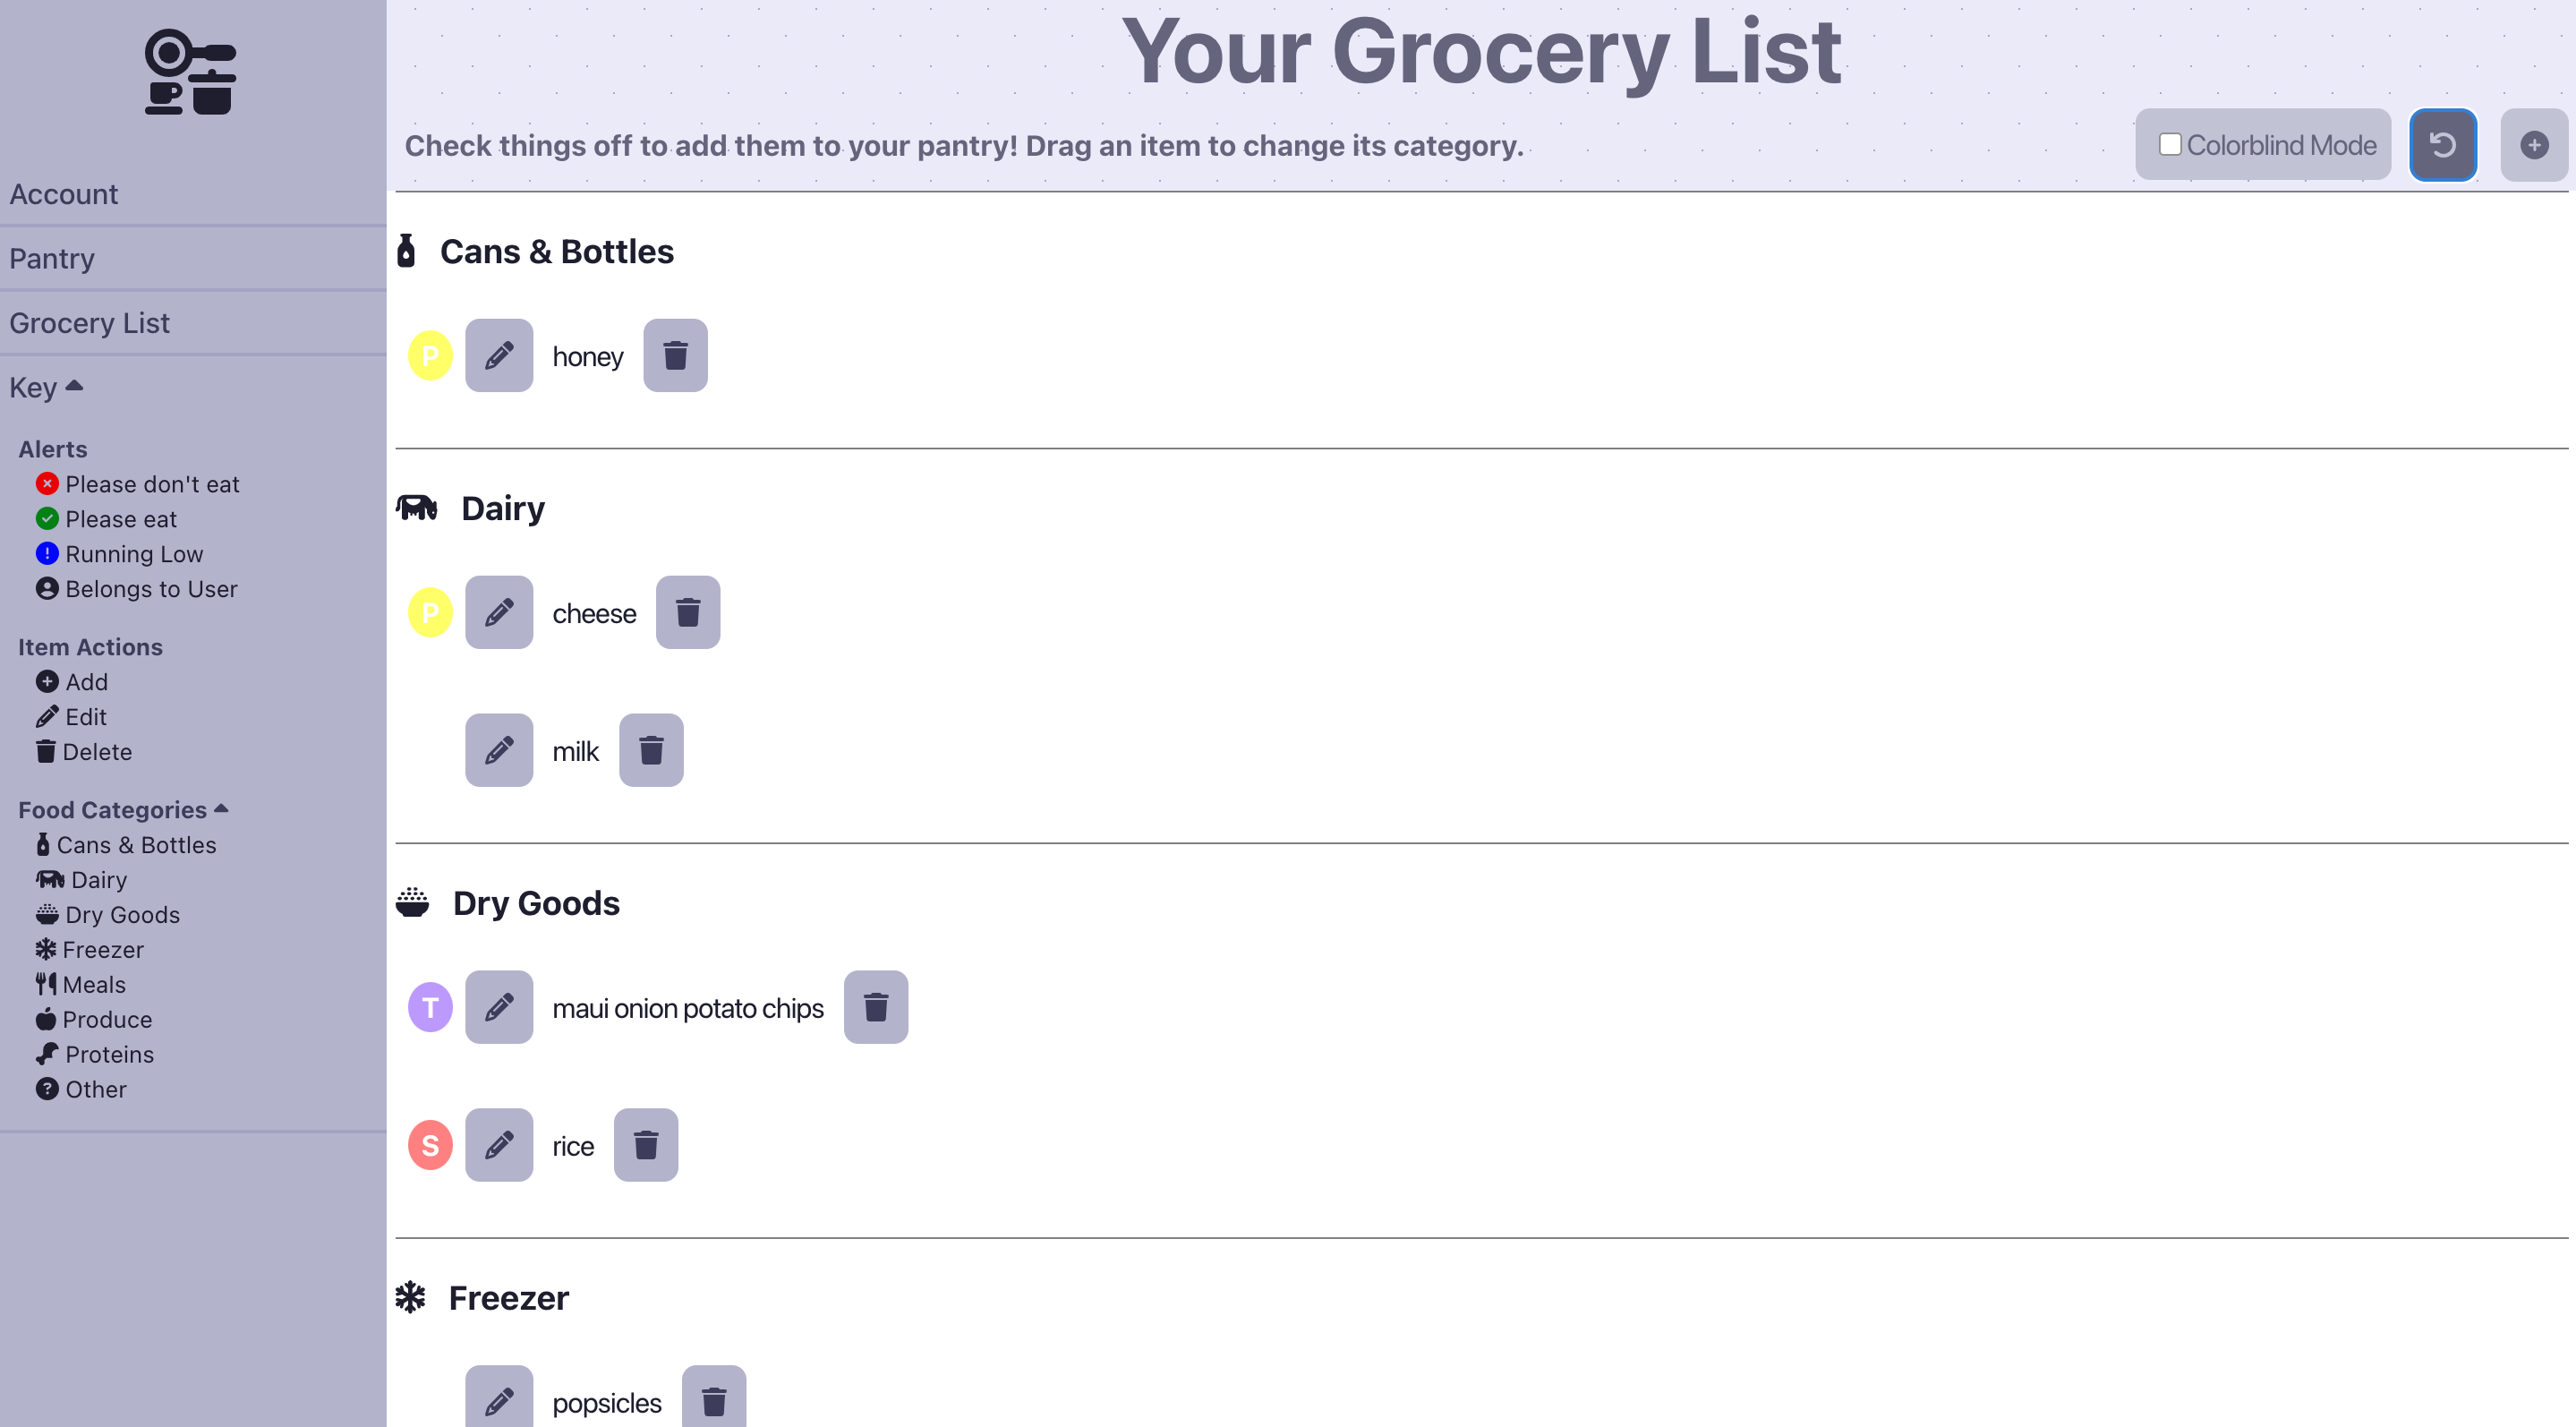 Your Grocery List
Check things off to add them to your pantry! Drag an item to change its category.
Colorblind Mode
Account
Pantry
Grocery List
Key
Alerts
Please don't eat
Please eat
Running Low
Belongs to User
Item Actions
Add
Edit
Delete
Food Categories
Cans & Bottles
Dairy
Dry Goods
Freezer
Meals
Produce
Proteins
Other
Cans & Bottles
P honey
Dairy
P cheese
milk
Dry Goods
T maui onion potato chips
S rice
Freezer
popsicles